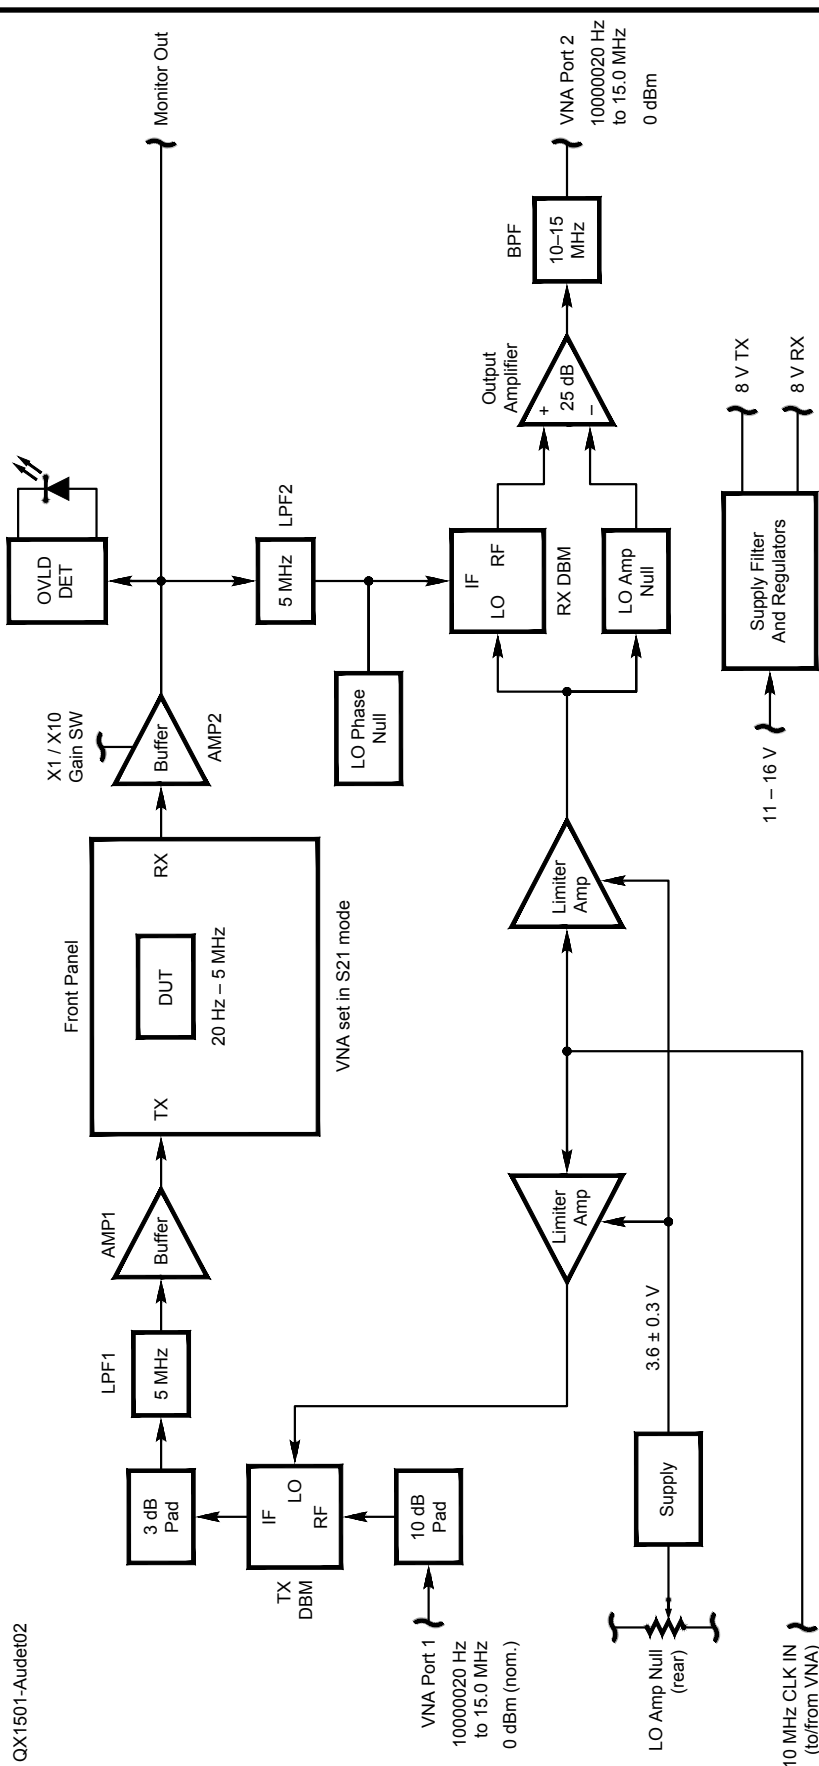 QX1501-Audet02
VNA Port 1
10000020 Hz
to 15.0 MHz
0 dBm (nom.)
10 dB
Pad
TX
DBM
IF
LO
RF
3 dB
Pad
LPF1
5 MHz
AMP1
Buffer
Front Panel
TX
DUT
20 Hz – 5 MHz
RX
VNA set in S21 mode
X1 / X10
Gain SW
Buffer
AMP2
OVLD
DET
Monitor Out
5 MHz
LPF2
LO Phase
Null
IF
LO
RF
RX DBM
LO Amp
Null
Output
Amplifier
+
25 dB
–
BPF
10–15
MHz
VNA Port 2
10000020 Hz
to 15.0 MHz
0 dBm
Limiter
Amp
Limiter
Amp
3.6 ± 0.3 V
Supply
LO Amp Null
(rear)
10 MHz CLK IN
(to/from VNA)
11 – 16 V
Supply Filter
And Regulators
8 V TX
8 V RX